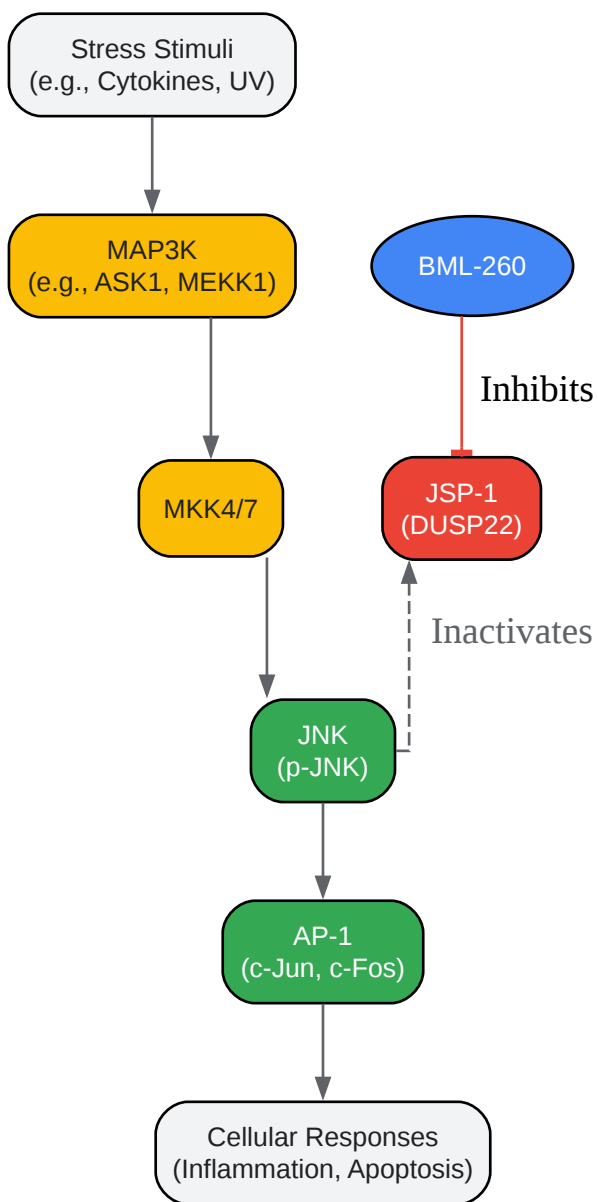 Stress Stimuli
(e.g., Cytokines, UV)
MAP3K
(e.g., ASK1, MEKK1)
BML-260
Inhibits
MKK4/7
JSP-1
(DUSP22)
Inactivates
JNK
(p-JNK)
AP-1
(c-Jun, c-Fos)
Cellular Responses
(Inflammation, Apoptosis)